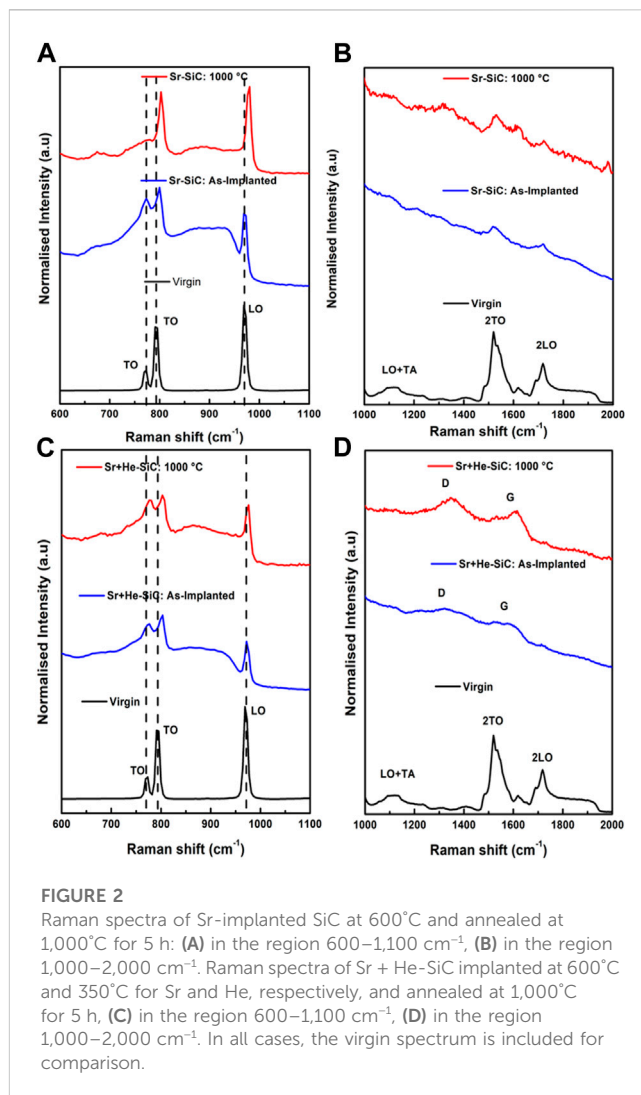 A
B
Sr-SiC: 1000 °C
Sr-SiC: As-Implanted
Virgin
TO
TO
LO
Normalised Intensity (a.u)
600 700 800 900 1000 1100
Raman shift (cm-1)
Sr-SiC: 1000 °C
Sr-SiC: As-Implanted
Virgin
LO+TA
2TO
2LO
Normalised Intensity (a.u)
1000 1200 1400 1600 1800 2000
Raman shift (cm-1)
C
D
Sr+He-SiC: 1000 °C
Sr+He-SiC: As-Implanted
Virgin
TO
TO
LO
Normalised Intensity (a.u)
600 700 800 900 1000 1100
Raman shift (cm-1)
Sr+He-SiC: 1000 °C
D
G
Sr+He-SiC: As-Implanted
D
G
Virgin
LO+TA
2TO
2LO
Normalised Intensity (a.u)
1000 1200 1400 1600 1800 2000
Raman shift (cm-1)
FIGURE 2
Raman spectra of Sr-implanted SiC at 600°C and annealed at
1,000°C for 5 h: (A) in the region 600–1,100 cm−1, (B) in the region
1,000–2,000 cm−1. Raman spectra of Sr + He-SiC implanted at 600°C
and 350°C for Sr and He, respectively, and annealed at 1,000°C
for 5 h, (C) in the region 600–1,100 cm−1, (D) in the region
1,000–2,000 cm−1. In all cases, the virgin spectrum is included for
comparison.